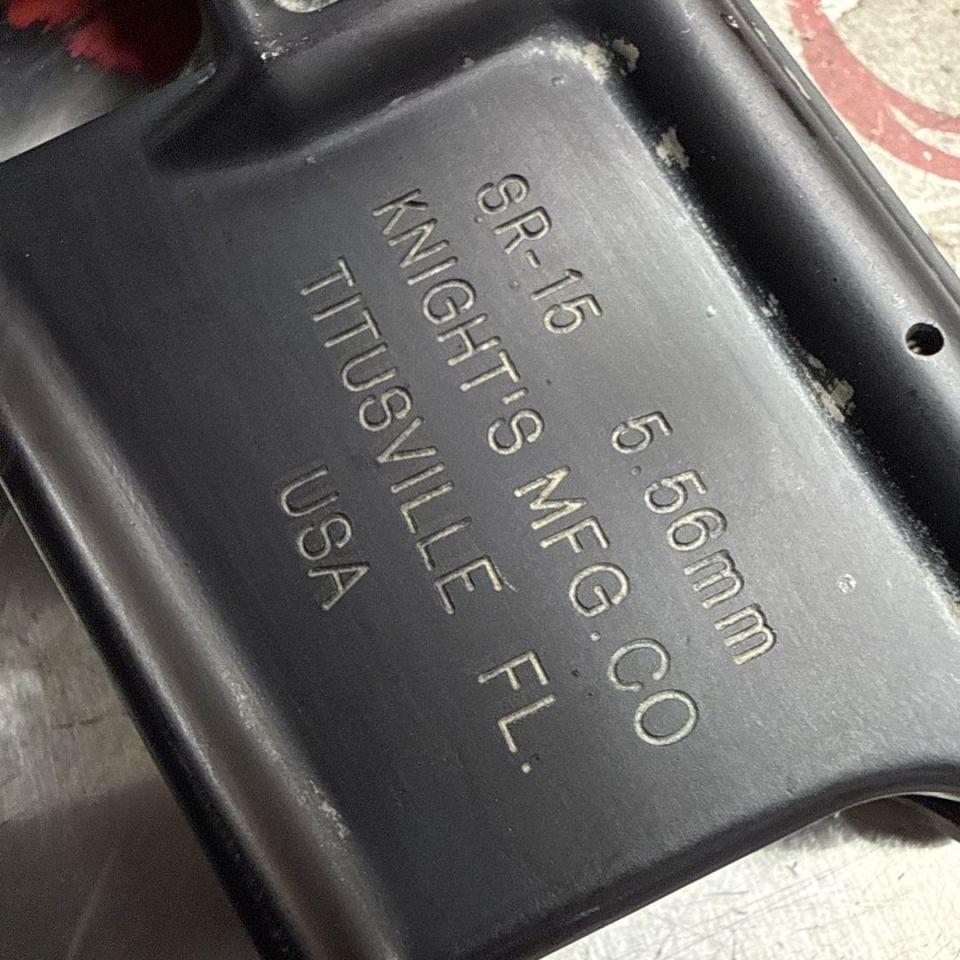 SR-15 5.56mm
KNIGHT'S MFG.CO
TITUSVILLE FL.
USA